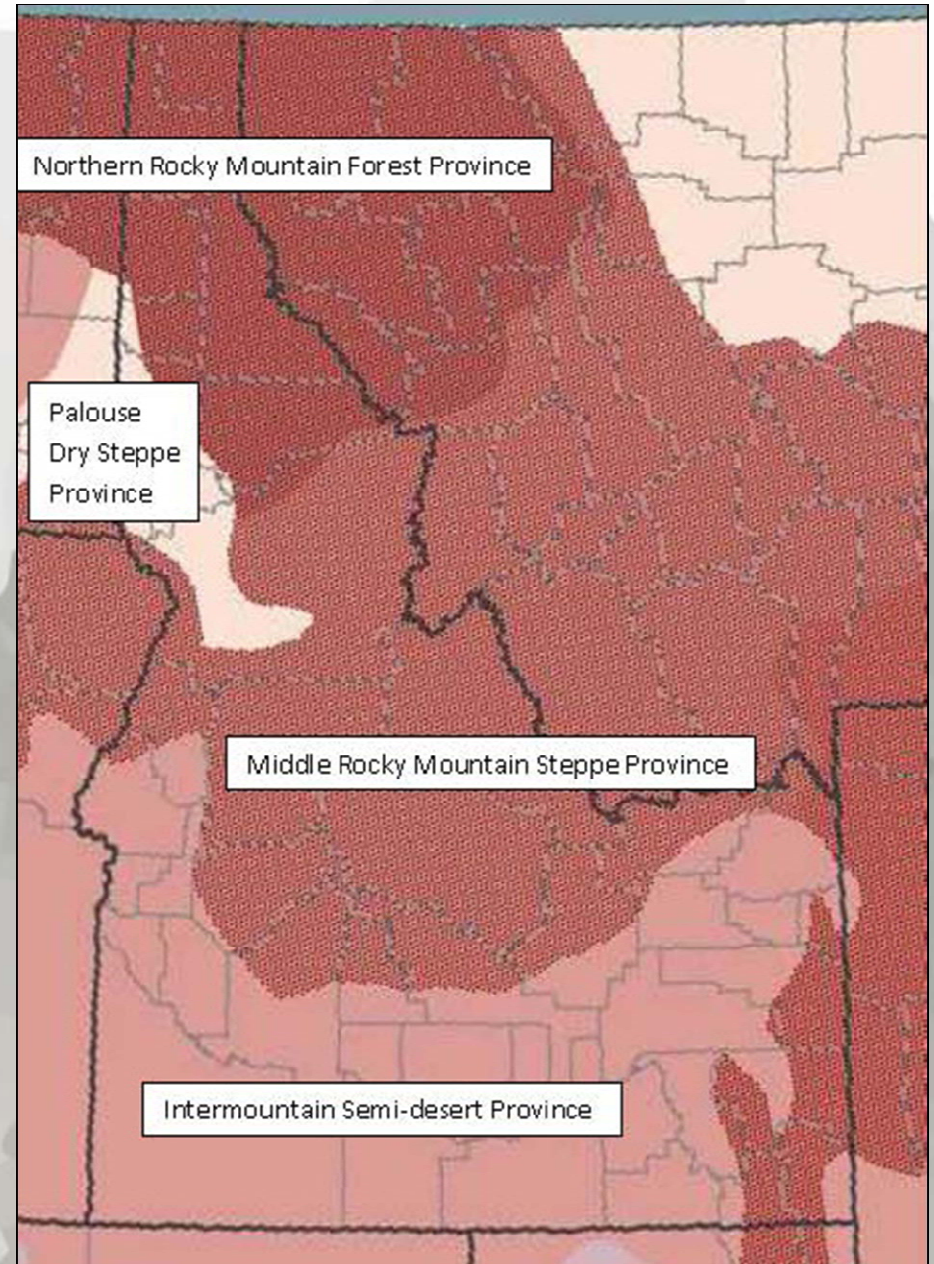 Northern Rocky Mountain Forest Province
Palouse
Dry Steppe
Province
Middle Rocky Mountain Steppe Province
Intermountain Semi-desert Province